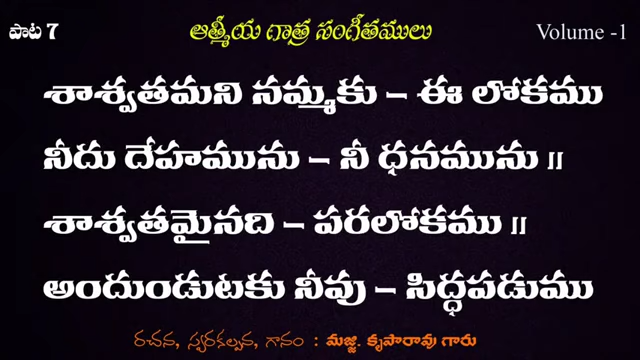 పాట 7
ఆత్మీయ గాత్ర సంగీతములు
Volume -1
శాశ్వతమని నమ్మకు – ఈ లోకము
నీదు దేహమును – నీ ధనమును ॥
శాశ్వతమైనది – పరలోకము ॥
అందుండుటకు నీవు – సిద్ధపడుము
రచన, స్వరకల్పన, గానం : మజ్జి. కృపారావు గారు